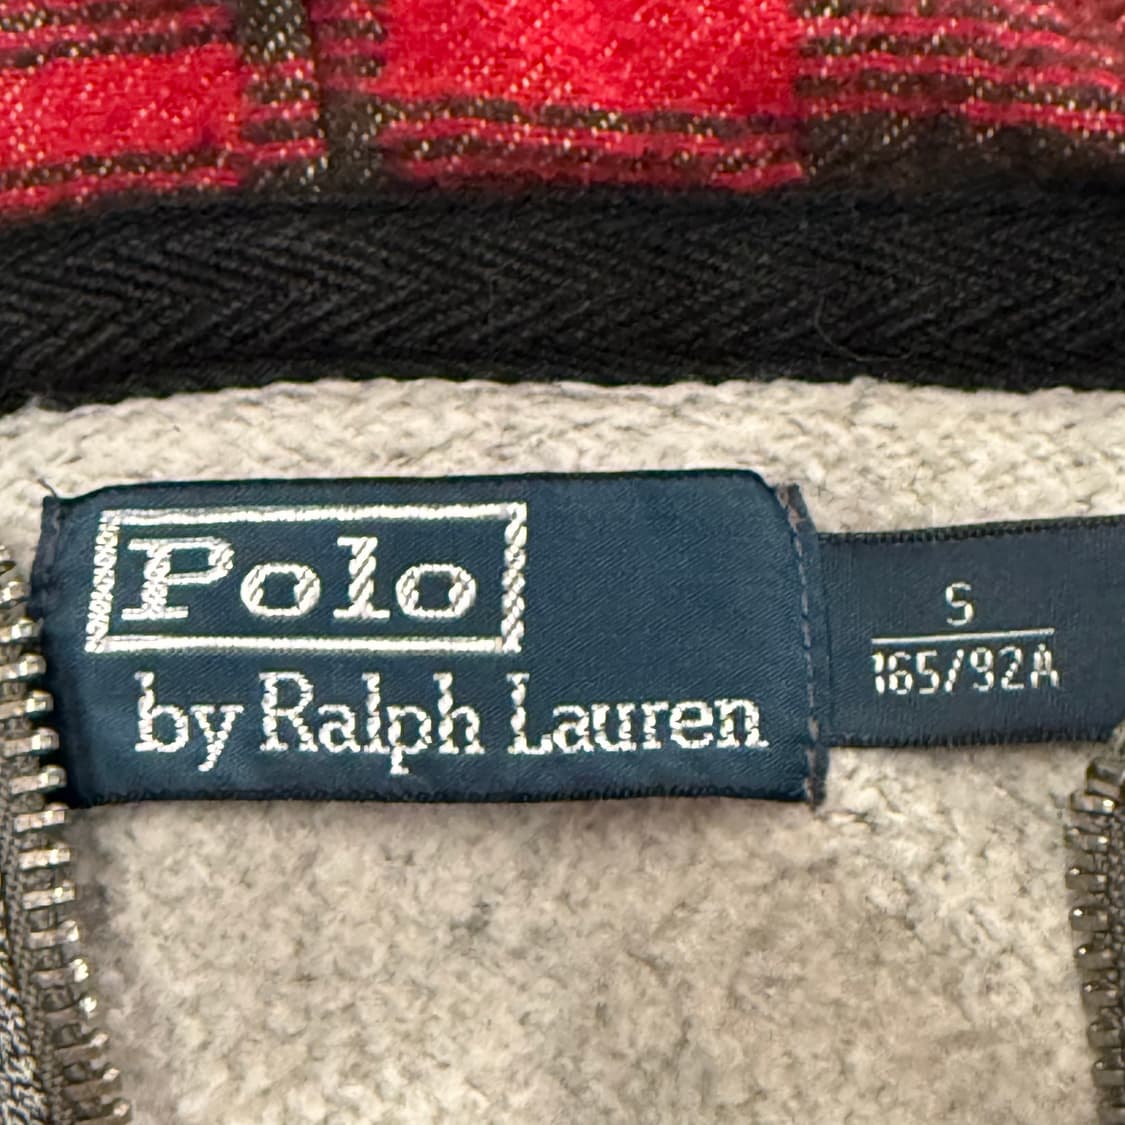 Polo
by Ralph Lauren
S
165/92A